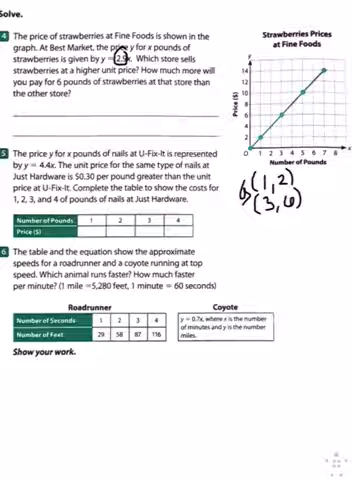 Solve.
4 The price of strawberries at Fine Foods is shown in the
graph. At Best Market, the price y for x pounds of
strawberries is given by y = 2.5x. Which store sells
strawberries at a higher unit price? How much more will
you pay for 6 pounds of strawberries at that store than
the other store?
Strawberries Prices
at Fine Foods
y
14
12
10
8
6
4
2
Price ($)
0 1 2 3 4 5 6 7 8 x
Number of Pounds
(1,2)
(3,6)
5 The price y for x pounds of nails at U-Fix-It is represented
by y = 4.4x. The unit price for the same type of nails at
Just Hardware is $0.30 per pound greater than the unit
price at U-Fix-It. Complete the table to show the costs for
1, 2, 3, and 4 of pounds of nails at Just Hardware.
Number of Pounds 1 2 3 4
Price ($)
6 The table and the equation show the approximate
speeds for a roadrunner and a coyote running at top
speed. Which animal runs faster? How much faster
per minute? (1 mile = 5,280 feet, 1 minute = 60 seconds)
Roadrunner
Number of Seconds 1 2 3 4
Number of Feet 29 58 87 116
Coyote
y = 0.7x, where x is the number
of minutes and y is the number
miles.
Show your work.